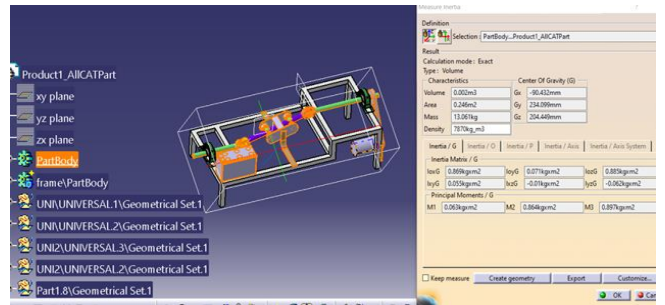 Measure Inertia
Definition
Selection : PartBody...Product1_AllCATPart
Result
Calculation mode : Exact
Type : Volume
Characteristics
Center Of Gravity (G)
Volume 0.002m3 Gx -90.432mm
Area 0.246m2 Gy 234.099mm
Mass 13.061kg Gz 204.449mm
Density 7870kg_m3
Inertia / G Inertia / O Inertia / P Inertia / Axis Inertia / Axis System
Inertia Matrix / G
IoxG 0.869kgxm2 IoyG 0.071kgxm2 IozG 0.885kgxm2
IxyG 0.055kgxm2 IxzG -0.01kgxm2 IyzG -0.062kgxm2
Principal Moments / G
M1 0.063kgxm2 M2 0.864kgxm2 M3 0.897kgxm2
Keep measure Create geometry Export Customize...
OK
Product1_AllCATPart
xy plane
yz plane
zx plane
PartBody
frame\PartBody
UNI\UNIVERSAL.1\Geometrical Set.1
UNI\UNIVERSAL.2\Geometrical Set.1
UNI2\UNIVERSAL.3\Geometrical Set.1
UNI2\UNIVERSAL.2\Geometrical Set.1
Part1.8\Geometrical Set.1